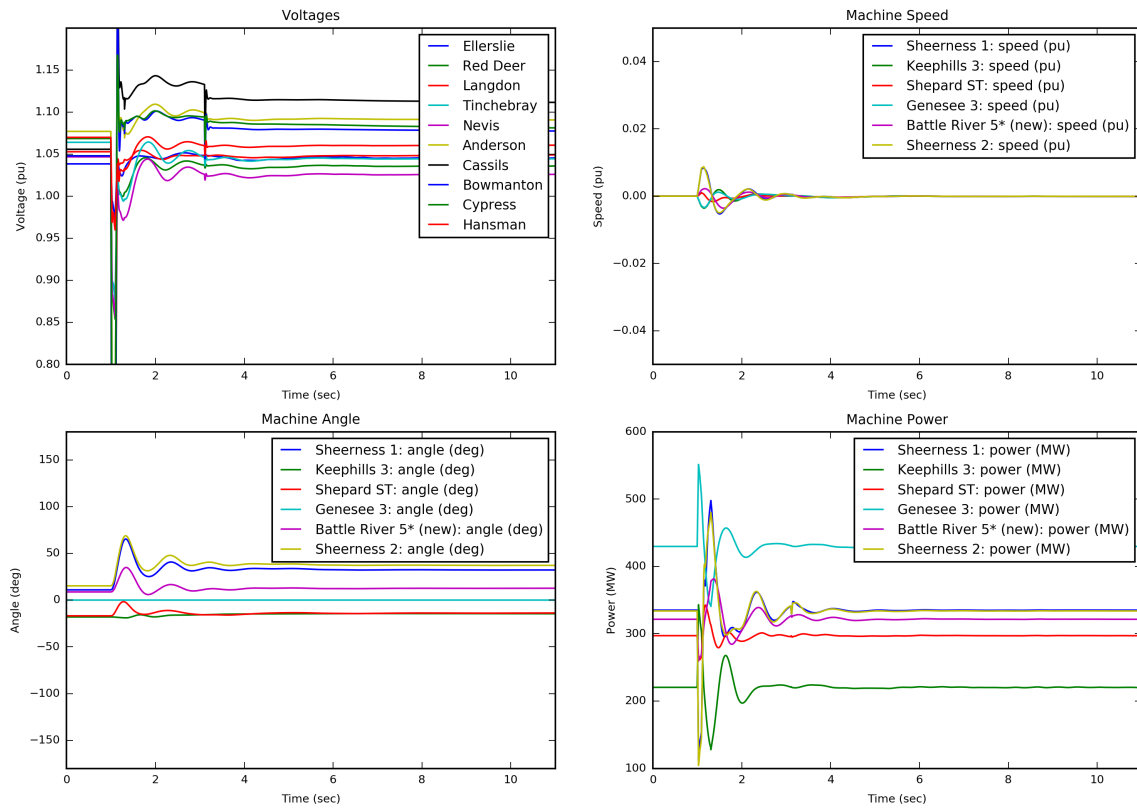 Voltages
1.15
1.10
1.05
1.00
0.95
0.90
0.85
0.80
Voltage (pu)
Ellerslie
Red Deer
Langdon
Tinchebray
Nevis
Anderson
Cassils
Bowmanton
Cypress
Hansman
0 2 4 6 8 10
Time (sec)
Machine Speed
0.04
0.02
0.00
−0.02
−0.04
Speed (pu)
Sheerness 1: speed (pu)
Keephills 3: speed (pu)
Shepard ST: speed (pu)
Genesee 3: speed (pu)
Battle River 5* (new): speed (pu)
Sheerness 2: speed (pu)
0 2 4 6 8 10
Time (sec)
Machine Angle
150
100
50
0
−50
−100
−150
Angle (deg)
Sheerness 1: angle (deg)
Keephills 3: angle (deg)
Shepard ST: angle (deg)
Genesee 3: angle (deg)
Battle River 5* (new): angle (deg)
Sheerness 2: angle (deg)
0 2 4 6 8 10
Time (sec)
Machine Power
600
500
400
300
200
100
Power (MW)
Sheerness 1: power (MW)
Keephills 3: power (MW)
Shepard ST: power (MW)
Genesee 3: power (MW)
Battle River 5* (new): power (MW)
Sheerness 2: power (MW)
0 2 4 6 8 10
Time (sec)